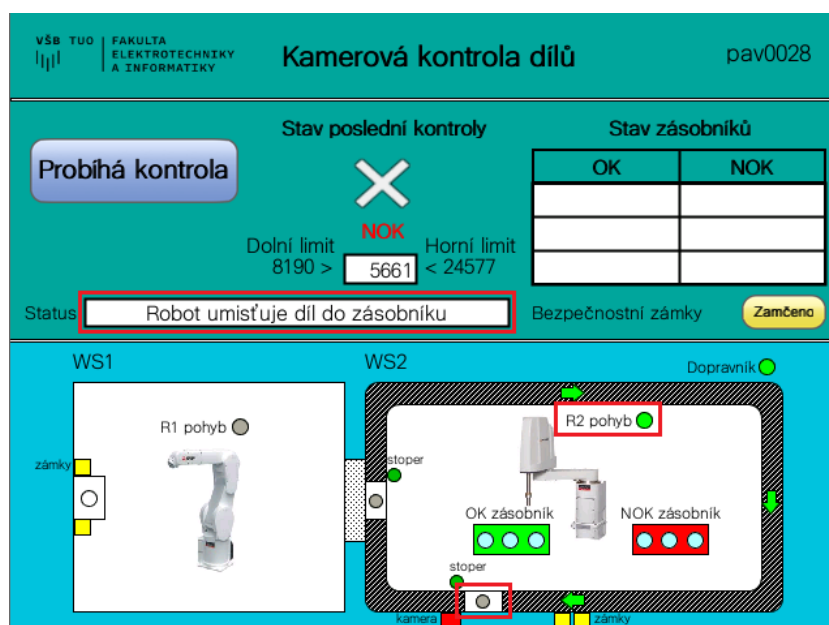 VŠB TUO
FAKULTA
ELEKTROTECHNIKY
A INFORMATIKY
Kamerová kontrola dílů
pav0028
Probíhá kontrola
Stav poslední kontroly
NOK
Dolní limit
8190 >
5661
Horní limit
< 24577
Stav zásobníků
OK NOK
Status
Robot umisťuje díl do zásobníku
Bezpečnostní zámky
Zamčeno
WS1
WS2
Dopravník
R1 pohyb
R2 pohyb
zámky
stoper
OK zásobník
NOK zásobník
stoper
kamera
zámky